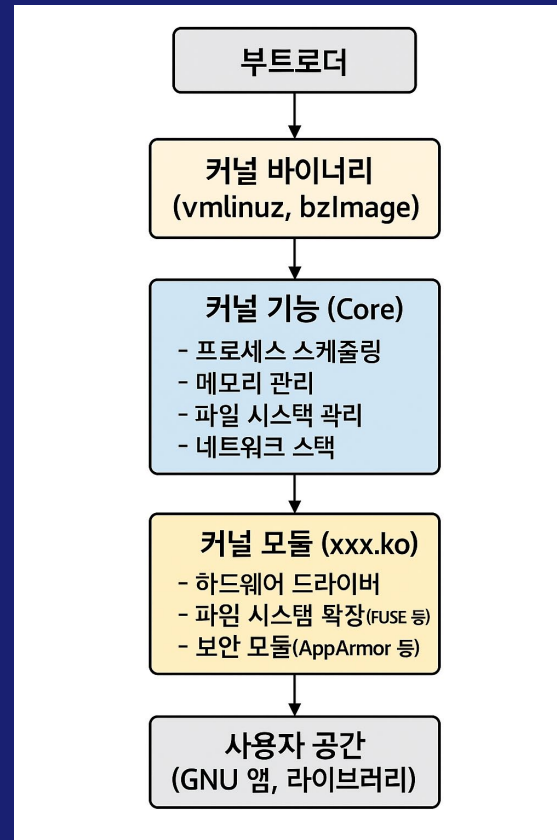 부트로더
커널 바이너리
(vmlinuz, bzImage)
커널 기능 (Core)
- 프로세스 스케줄링
- 메모리 관리
- 파일 시스택 곽리
- 네트워크 스택
커널 모둘 (xxx.ko)
- 하드웨어 드라이버
- 파임 시스탬 확장(FUSE 등)
- 보안 모둘(AppArmor 등)
사용자 공간
(GNU 앱, 라이브러리)